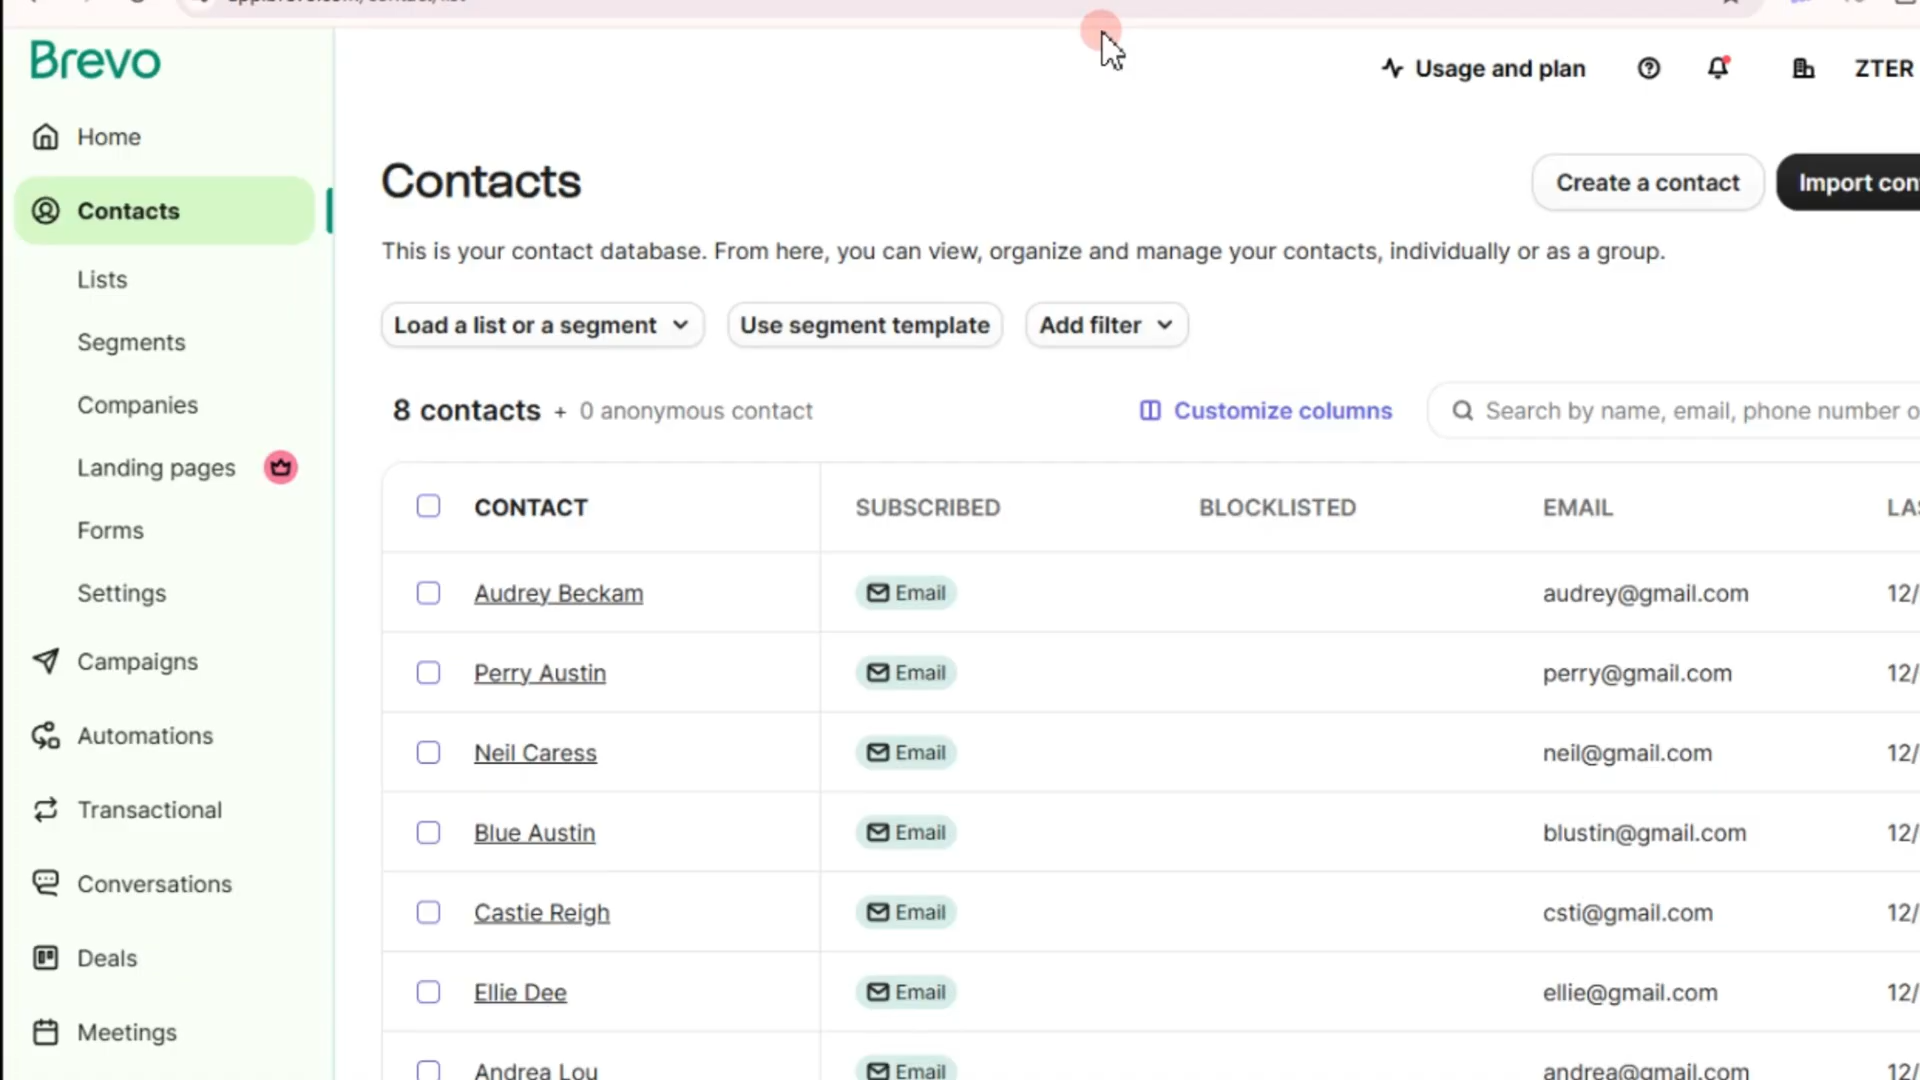 Brevo
Usage and plan
ZTER
Home
Contacts
Lists
Segments
Companies
Landing pages
Forms
Settings
Campaigns
Automations
Transactional
Conversations
Deals
Meetings
Contacts
Create a contact
Import con
This is your contact database. From here, you can view, organize and manage your contacts, individually or as a group.
Load a list or a segment
Use segment template
Add filter
8 contacts + 0 anonymous contact
Customize columns
Search by name, email, phone number o
CONTACT SUBSCRIBED BLOCKLISTED EMAIL LAS
Audrey Beckam Email audrey@gmail.com 12/
Perry Austin Email perry@gmail.com 12/
Neil Caress Email neil@gmail.com 12/
Blue Austin Email blustin@gmail.com 12/
Castie Reigh Email csti@gmail.com 12/
Ellie Dee Email ellie@gmail.com 12/
Andrea Lou Email andrea@gmail.com 12/